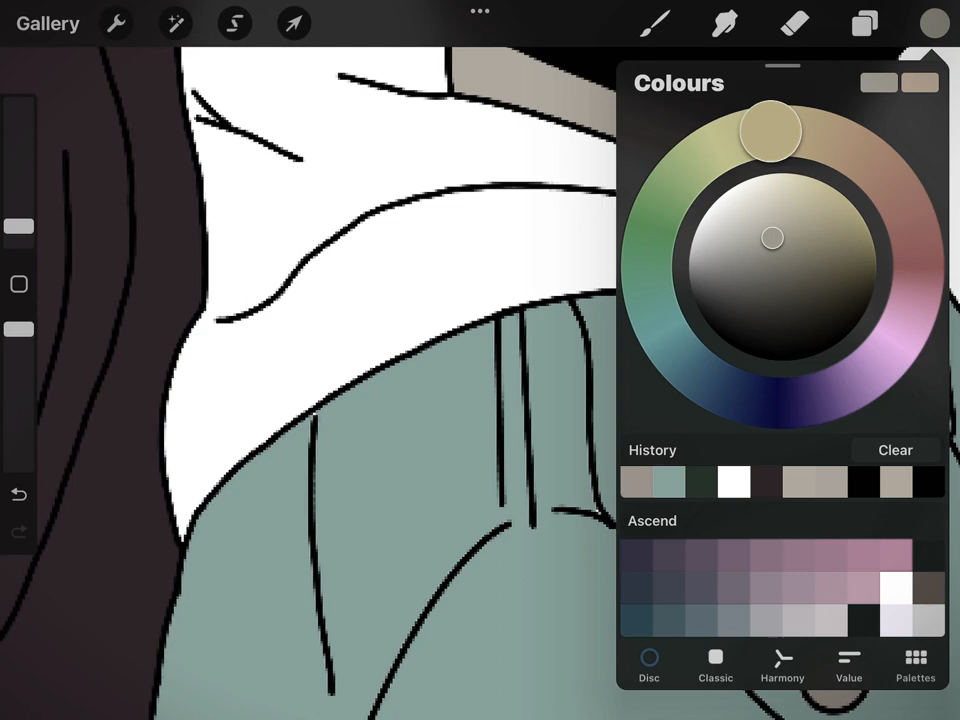 Gallery
Colours
History
Clear
Ascend
Disc
Classic
Harmony
Value
Palettes